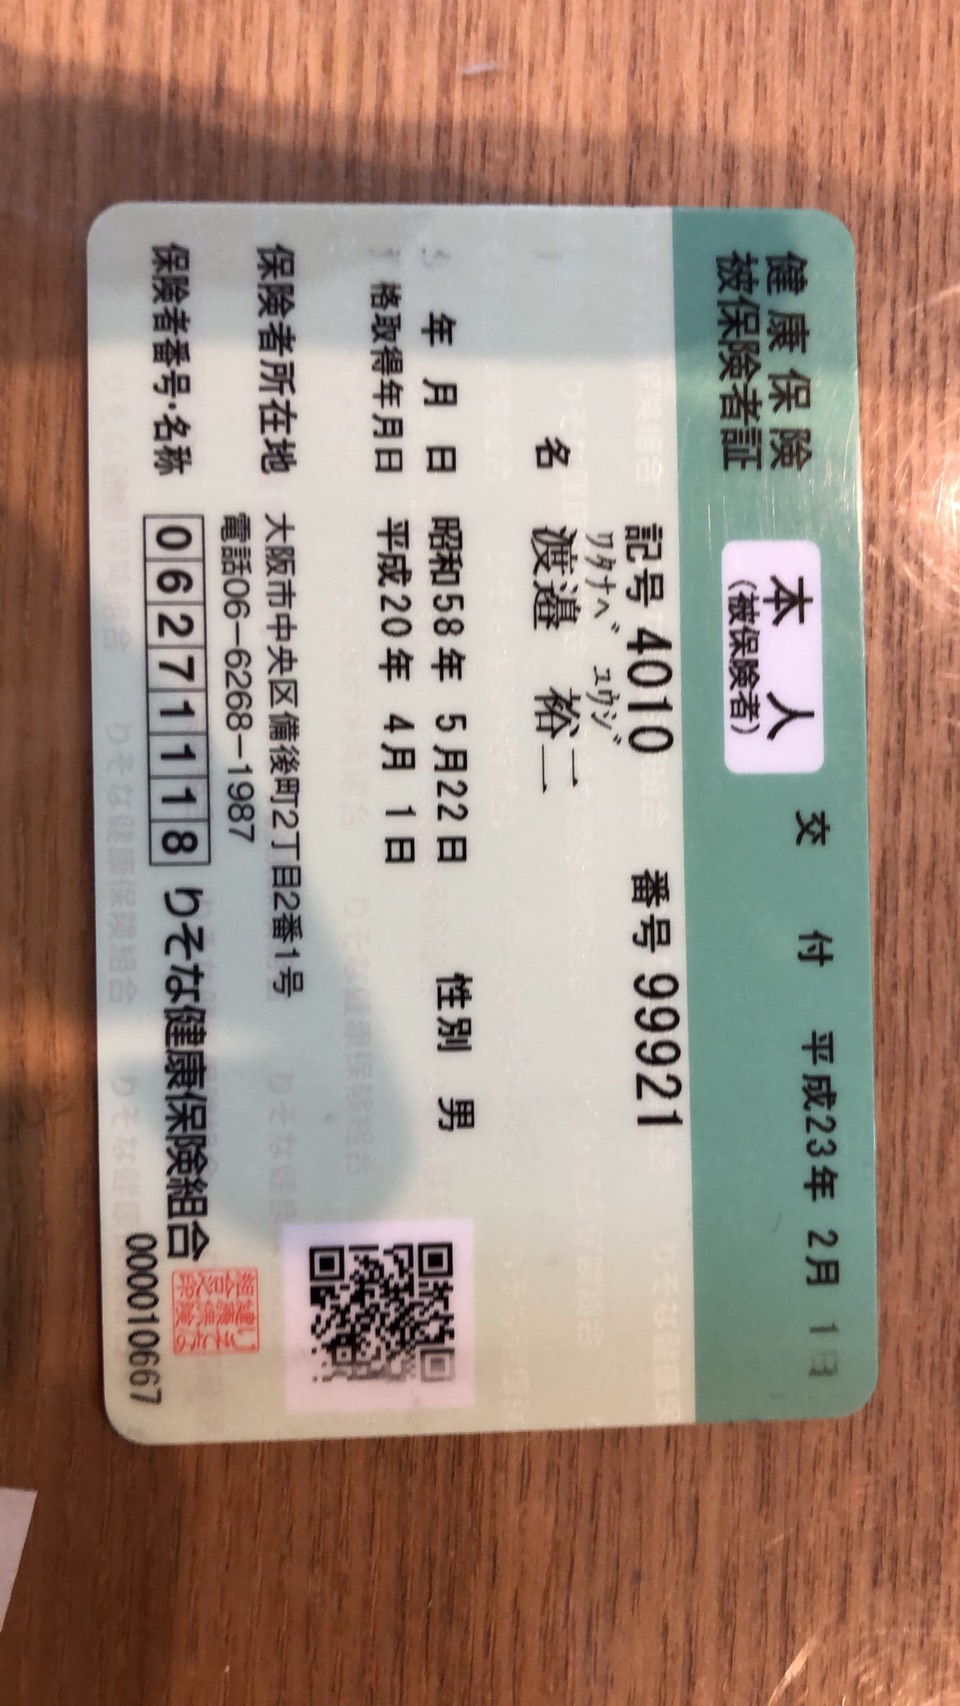 健康保険
被保険者証
本人
(被保険者)
交付 平成23年 2月 1日
記号 4010 番号 99921
ワタナベ ユウジ
名 渡邉 裕二
年月日 昭和58年 5月22日 性別 男
格取得年月日 平成20年 4月 1日
保険者所在地 大阪市中央区備後町2丁目2番1号
電話06-6268-1987
保険者番号・名称 06271118 りそな健康保険組合
000010667